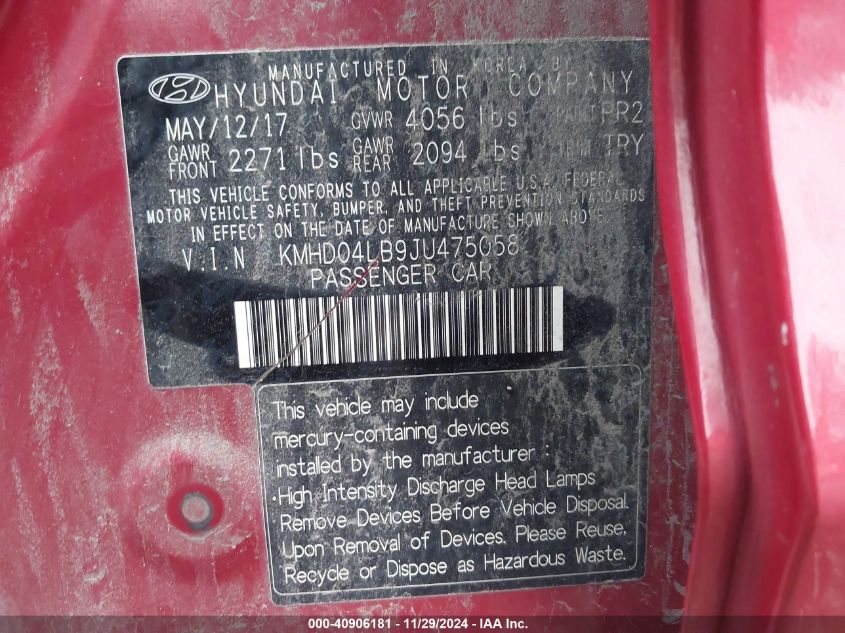 MANUFACTURED IN KOREA BY
HYUNDAI MOTOR COMPANY
MAY/12/17 GVWR 4056 lbs PAINT PR2
GAWR FRONT 2271 lbs GAWR REAR 2094 lbs TRIM TRY
THIS VEHICLE CONFORMS TO ALL APPLICABLE U.S.A. FEDERAL
MOTOR VEHICLE SAFETY, BUMPER, AND THEFT PREVENTION STANDARDS
IN EFFECT ON THE DATE OF MANUFACTURE SHOWN ABOVE.
V.I.N KMHD04LB9JU475058
PASSENGER CAR
This vehicle may include
mercury-containing devices
installed by the manufacturer :
·High Intensity Discharge Head Lamps
Remove Devices Before Vehicle Disposal.
Upon Removal of Devices, Please Reuse,
Recycle or Dispose as Hazardous Waste.
000-40906181 - 11/29/2024 - IAA Inc.